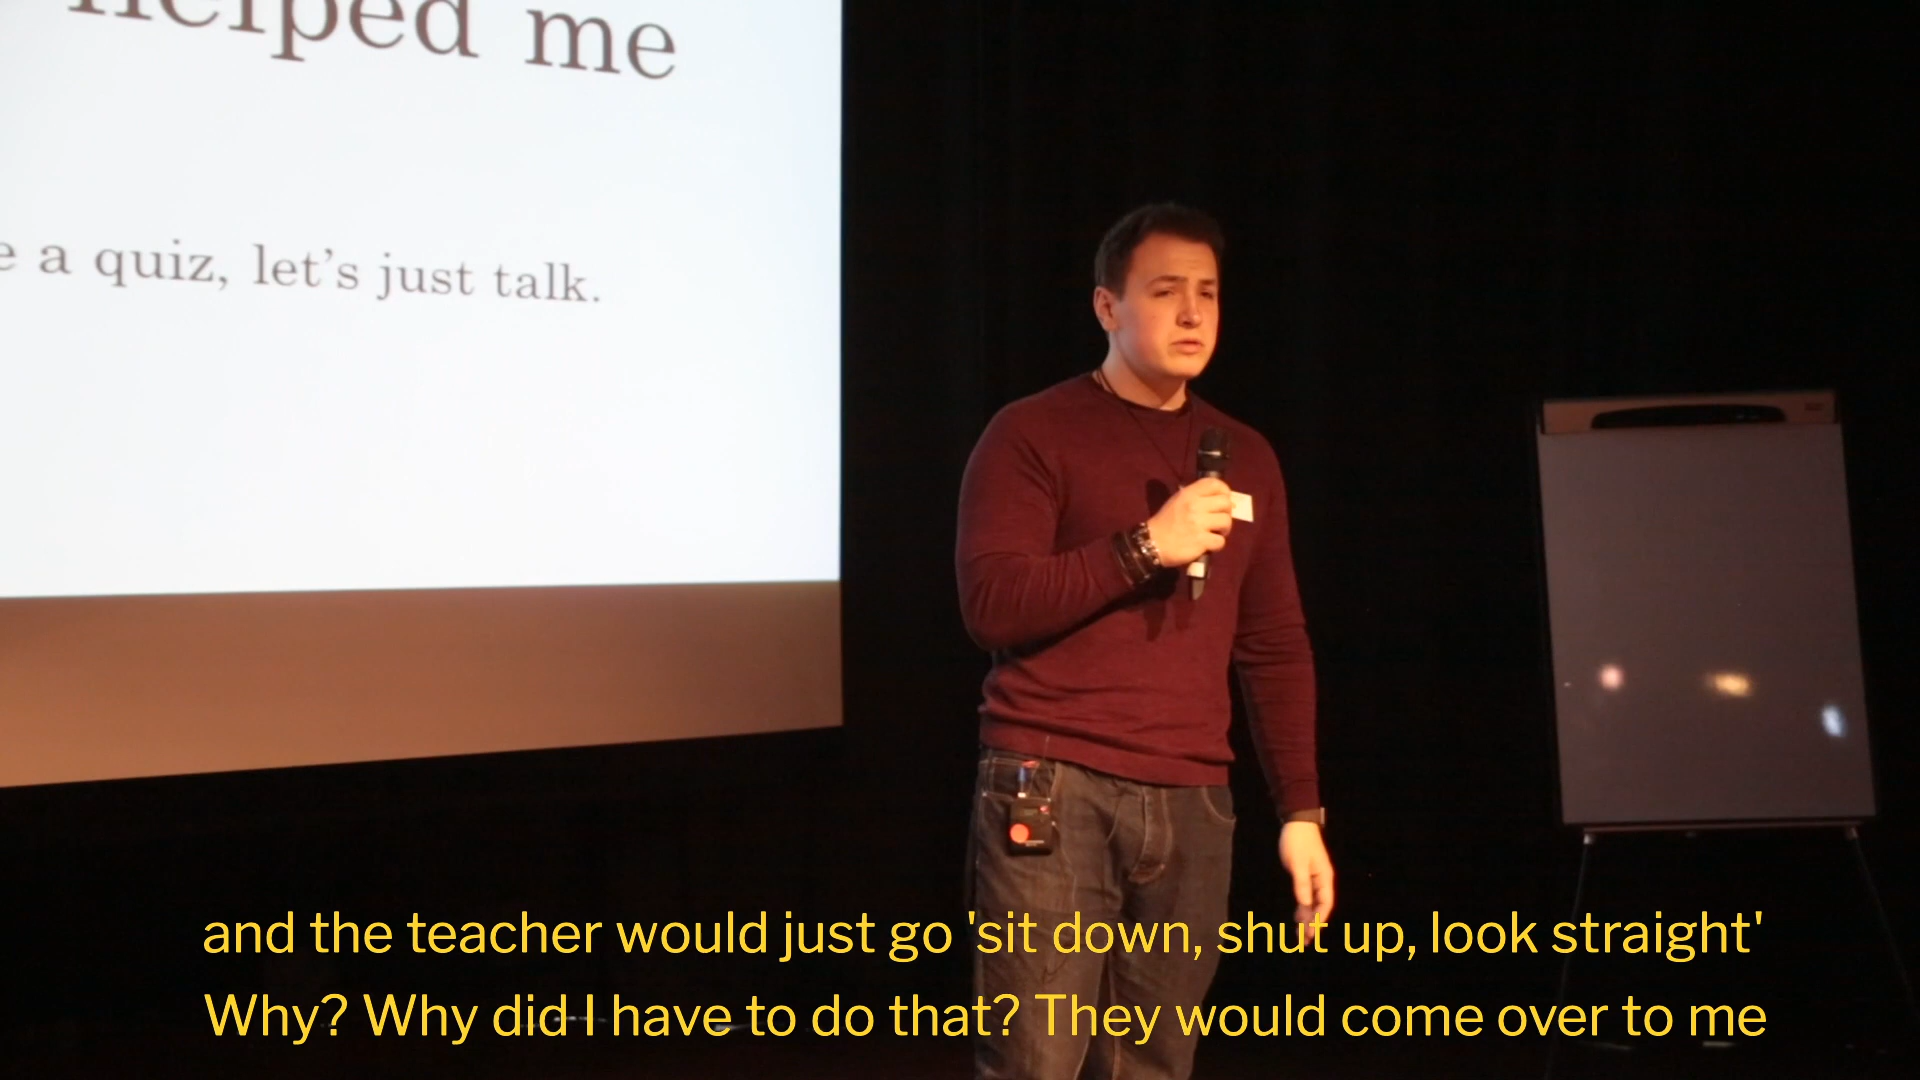 helped me
e a quiz, let's just talk.
and the teacher would just go 'sit down, shut up, look straight'
Why? Why did I have to do that? They would come over to me